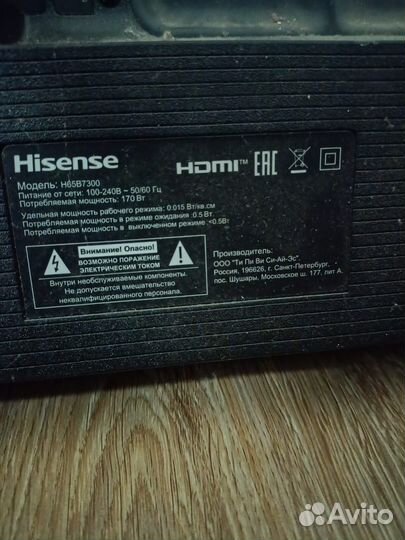 Hisense
HDMI™ EAC
Модель: H65B7300
Питание от сети: 100-240В ~ 50/60 Гц
Потребляемая мощность: 170 Вт
Удельная мощность рабочего режима: 0.015 Вт/кв.см
Потребляемая мощность в режиме ожидания :0.5 Вт
Потребляемая мощность в выключенном режиме :<0.5Вт
Внимание! Опасно!
ВОЗМОЖНО ПОРАЖЕНИЕ
ЭЛЕКТРИЧЕСКИМ ТОКОМ
Внутри необслуживаемые компоненты.
Не допускается вмешательство
неквалифицированного персонала.
Производитель:
ООО "Ти Пи Ви Си-Ай-Эс".
Россия, 196626, г. Санкт-Петербург,
пос. Шушары, Московское ш. 177, лит А.
Avito